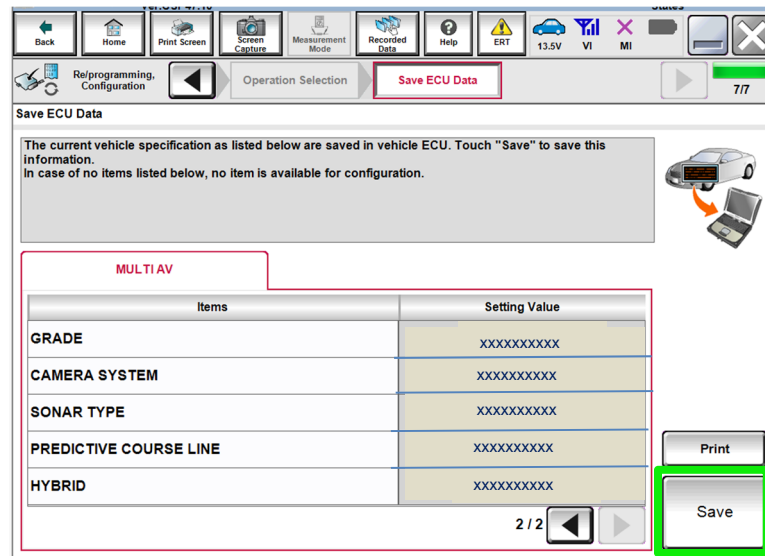 Back
Home
Print Screen
Screen
Capture
Measurement
Mode
Recorded
Data
Help
ERT
13.5V
VI
MI
Re/programming,
Configuration
Operation Selection
Save ECU Data
7/7
Save ECU Data
The current vehicle specification as listed below are saved in vehicle ECU. Touch "Save" to save this
information.
In case of no items listed below, no item is available for configuration.
MULTI AV
Items
Setting Value
GRADE
xxxxxxxxxx
CAMERA SYSTEM
xxxxxxxxxx
SONAR TYPE
xxxxxxxxxx
PREDICTIVE COURSE LINE
xxxxxxxxxx
HYBRID
xxxxxxxxxx
Print
Save
2 / 2